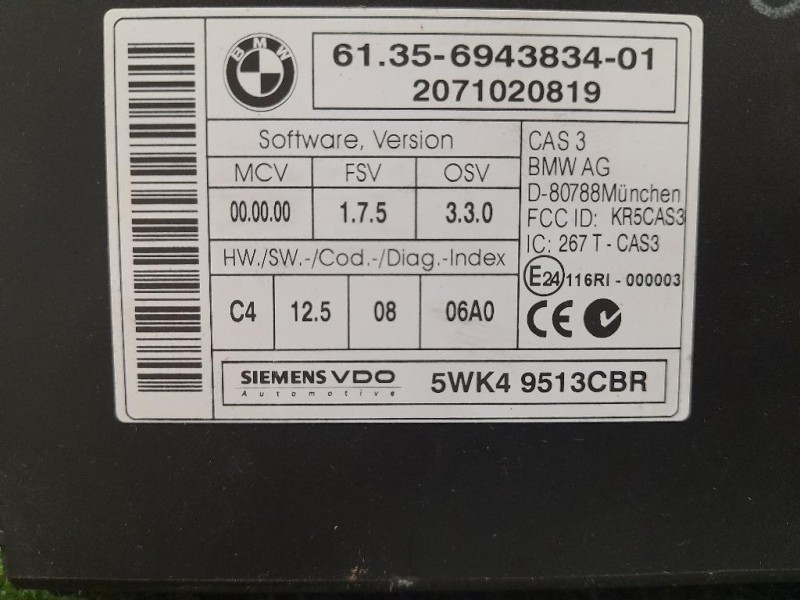 BMW
61.35-6943834-01
2071020819
Software, Version
MCV FSV OSV
00.00.00 1.7.5 3.3.0
HW./SW.-/Cod.-/Diag.-Index
C4 12.5 08 06A0
CAS 3
BMW AG
D-80788München
FCC ID: KR5CAS3
IC: 267 T - CAS3
E24 116RI - 000003
CE
SIEMENS VDO
Automotive
5WK4 9513CBR